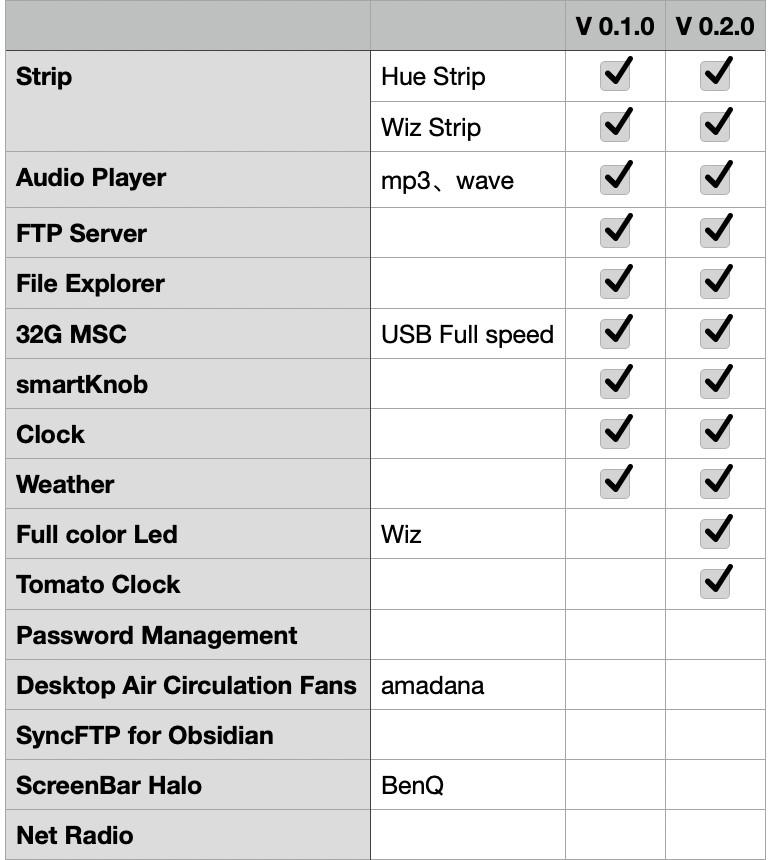 V 0.1.0 V 0.2.0
Strip Hue Strip
Wiz Strip
Audio Player mp3、wave
FTP Server
File Explorer
32G MSC USB Full speed
smartKnob
Clock
Weather
Full color Led Wiz
Tomato Clock
Password Management
Desktop Air Circulation Fans amadana
SyncFTP for Obsidian
ScreenBar Halo BenQ
Net Radio